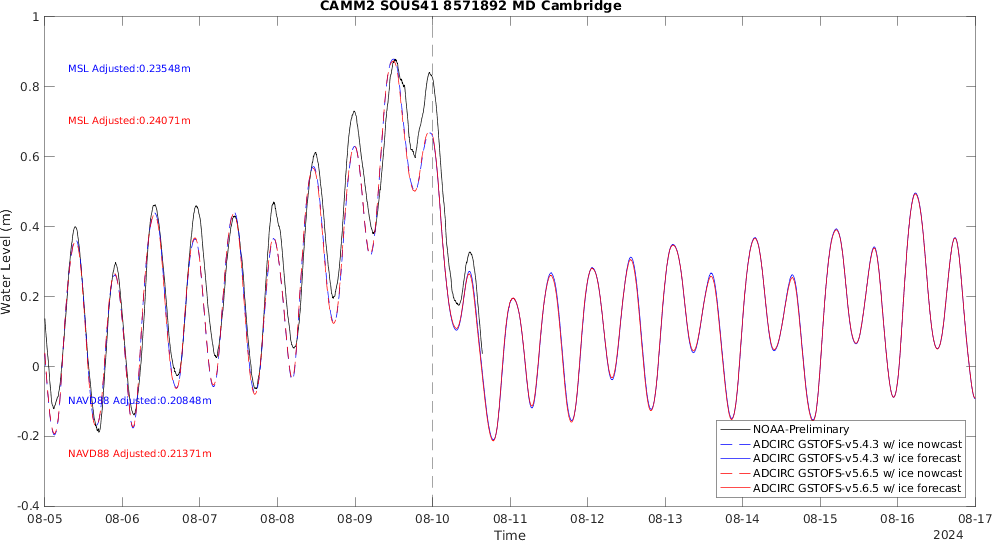 CAMM2 SOUS41 8571892 MD Cambridge
1
0.8
0.6
0.4
0.2
0
-0.2
-0.4
Water Level (m)
MSL Adjusted:0.23548m
MSL Adjusted:0.24071m
NAVD88 Adjusted:0.20848m
NAVD88 Adjusted:0.21371m
NOAA-Preliminary
ADCIRC GSTOFS-v5.4.3 w/ ice nowcast
ADCIRC GSTOFS-v5.4.3 w/ ice forecast
ADCIRC GSTOFS-v5.6.5 w/ ice nowcast
ADCIRC GSTOFS-v5.6.5 w/ ice forecast
08-05 08-06 08-07 08-08 08-09 08-10 08-11 08-12 08-13 08-14 08-15 08-16 08-17
Time
2024